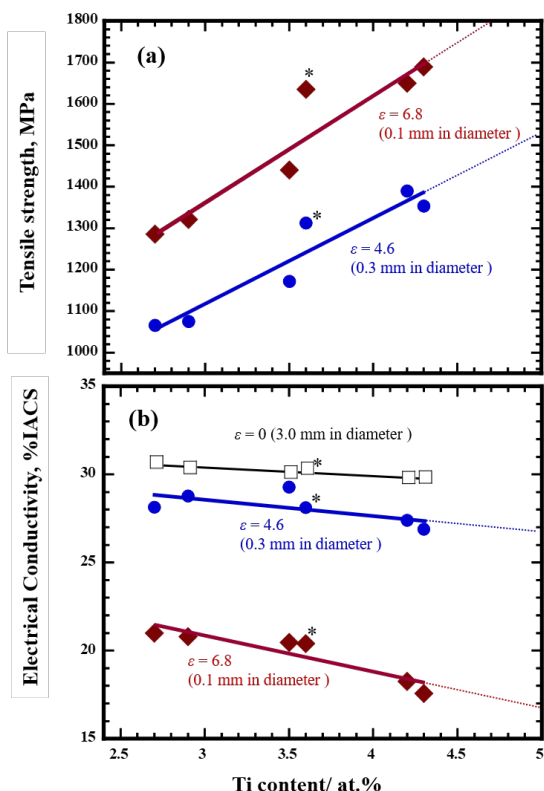 Tensile strength, MPa
1800
1700
1600
1500
1400
1300
1200
1100
1000
(a)
*
ε = 6.8
(0.1 mm in diameter )
*
ε = 4.6
(0.3 mm in diameter )
Electrical Conductivity, %IACS
35
30
25
20
15
(b)
ε = 0 (3.0 mm in diameter )
*
*
ε = 4.6
(0.3 mm in diameter )
*
ε = 6.8
(0.1 mm in diameter )
2.5 3 3.5 4 4.5 5
Ti content/ at.%